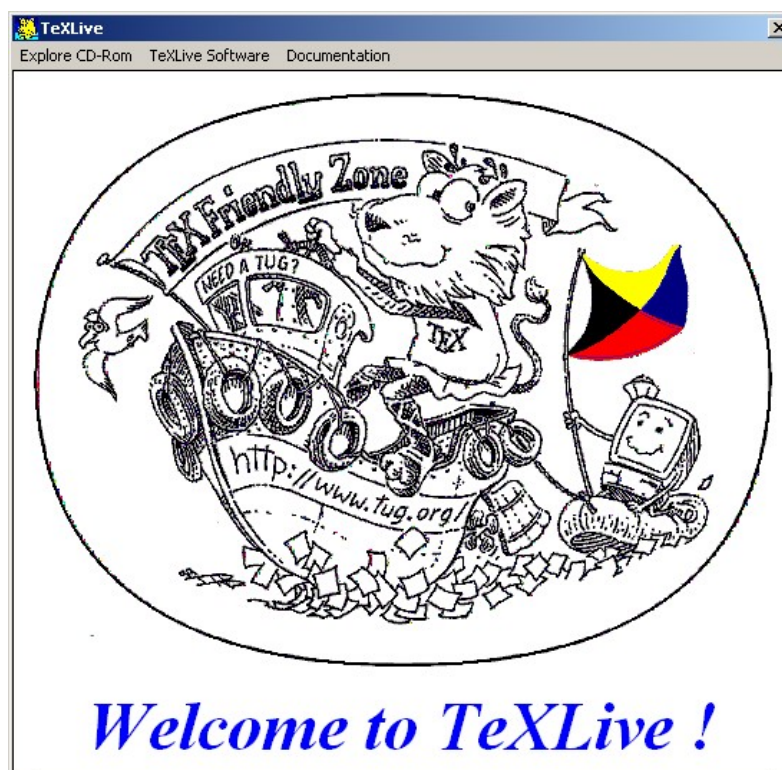 TeXLive
Explore CD-Rom TeXLive Software Documentation
TEX Friendly Zone
NEED A TUG?
TEX
http://www.tug.org/
Welcome to TeXLive !